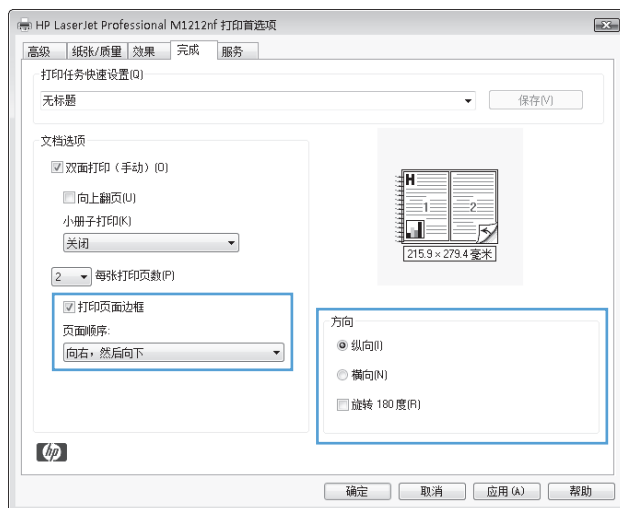 HP LaserJet Professional M1212nf 打印首选项
高级 纸张/质量 效果 完成 服务
打印任务快速设置(Q)
无标题 保存(V)
文档选项
双面打印（手动）(O)
向上翻页(U)
小册子打印(K)
关闭
2 每张打印页数(P)
打印页面边框
页面顺序:
向右，然后向下
H
1 2
215.9 × 279.4 毫米
方向
纵向(I)
横向(N)
旋转 180 度(R)
hp
确定 取消 应用 (A) 帮助